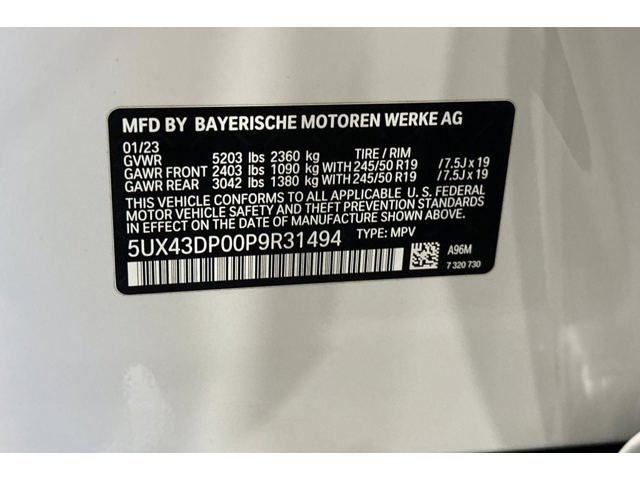 MFD BY BAYERISCHE MOTOREN WERKE AG
01/23
GVWR 5203 lbs 2360 kg TIRE / RIM
GAWR FRONT 2403 lbs 1090 kg WITH 245/50 R19 / 7.5J x 19
GAWR REAR 3042 lbs 1380 kg WITH 245/50 R19 / 7.5J x 19
THIS VEHICLE CONFORMS TO ALL APPLICABLE U. S. FEDERAL
MOTOR VEHICLE SAFETY AND THEFT PREVENTION STANDARDS
IN EFFECT ON THE DATE OF MANUFACTURE SHOWN ABOVE.
5UX43DP00P9R31494 TYPE: MPV
A96M
7 320 730